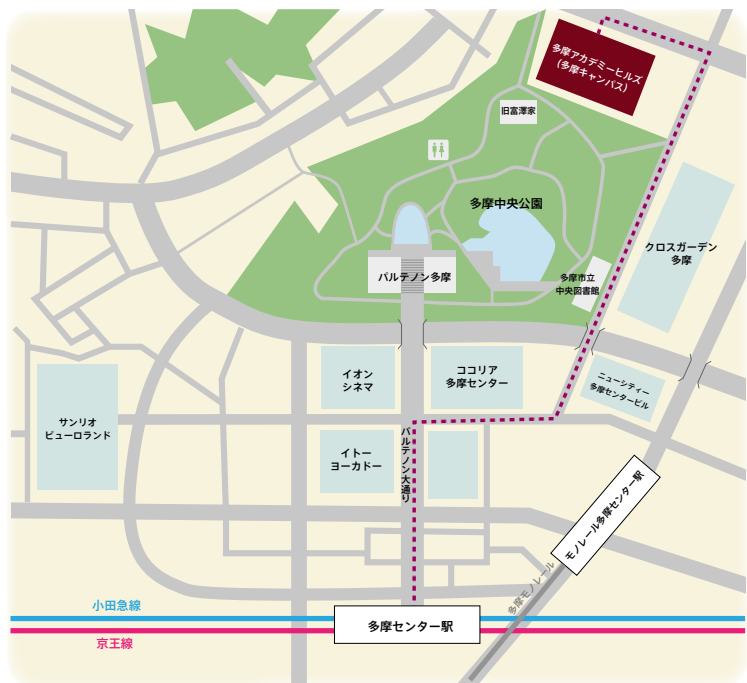 多摩アカデミーヒルズ
(多摩キャンパス)
旧富澤家
多摩中央公園
クロスガーデン
多摩
パルテノン多摩
多摩市立
中央図書館
イオン
シネマ
ココリア
多摩センター
ニューシティー
多摩センタービル
サンリオ
ピューロランド
イトー
ヨーカドー
パルテノン大通り
モノレール多摩センター駅
多摩モノレール
小田急線
多摩センター駅
京王線